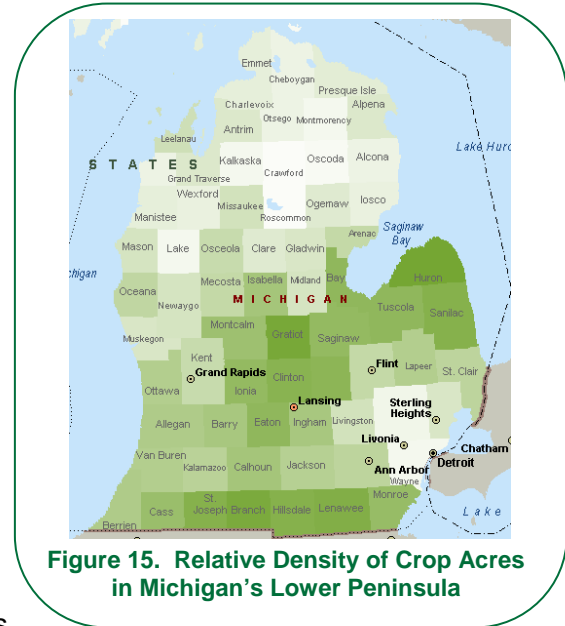 Emmet
Cheboygan
Presque Isle
Charlevoix
Alpena
Otsego Montmorency
Antrim
Leelanau
STATES
Lake Huro
Kalkaska
Oscoda
Alcona
Grand Traverse
Crawford
Wexford
Missaukee
Ogemaw
Iosco
Manistee
Roscommon
Arenac
Saginaw
Bay
Mason
Lake
Osceola
Clare
Gladwin
chigan
Huron
Mecosta
Isabella
Midland
Bay
Oceana
MICHIGAN
Tuscola
Sanilac
Newaygo
Montcalm
Gratiot
Saginaw
Muskegon
Kent
Flint
Lapeer
St. Clair
Grand Rapids
Clinton
Ottawa
Ionia
Lansing
Sterling
Heights
Allegan
Barry
Eaton
Ingham
Livingston
Livonia
Chatham
Van Buren
Detroit
Kalamazoo
Calhoun
Jackson
Ann Arbor
Wayne
Monroe
St.
Cass
Joseph
Branch
Hillsdale
Lenawee
Lake
Berrien
Figure 15. Relative Density of Crop Acres
in Michigan's Lower Peninsula